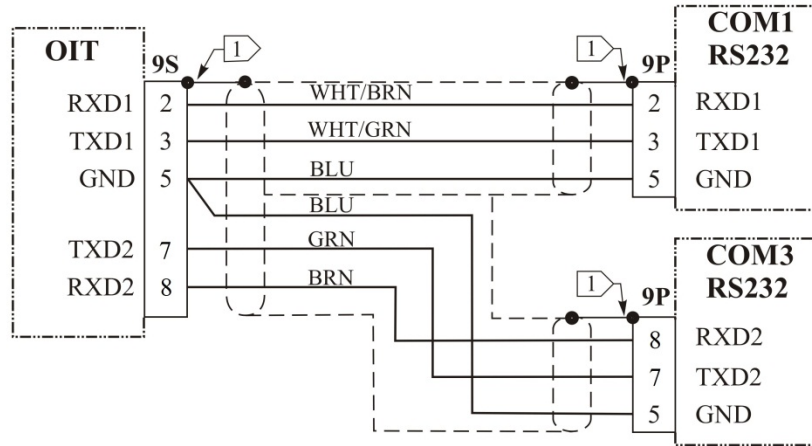 OIT
9S
1
RXD1 2
TXD1 3
GND 5
TXD2 7
RXD2 8
WHT/BRN
WHT/GRN
BLU
BLU
GRN
BRN
1
9P
COM1
RS232
2 RXD1
3 TXD1
5 GND
1
9P
COM3
RS232
8 RXD2
7 TXD2
5 GND